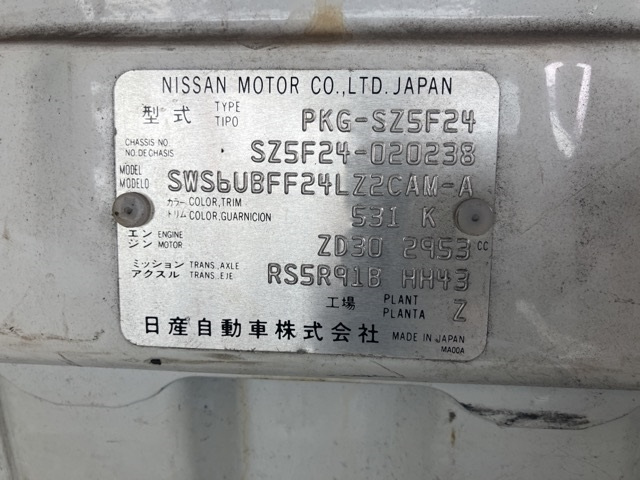 NISSAN MOTOR CO.,LTD. JAPAN
型式 TYPE TIPO PKG-SZ5F24
CHASSIS NO NO. DE CHASIS SZ5F24-020238
MODEL MODELO SWS6UBFF24LZ2CAM-A
カラー トリム COLOR,TRIM COLOR,GUARNICION 531 K
エンジン ENGINE MOTOR ZD30 2953 CC
ミッション アクスル TRANS.,AXLE TRANS.,EJE RS5R91B HH43
工場 PLANT PLANTA Z
日産自動車株式会社 MADE IN JAPAN
MA00A